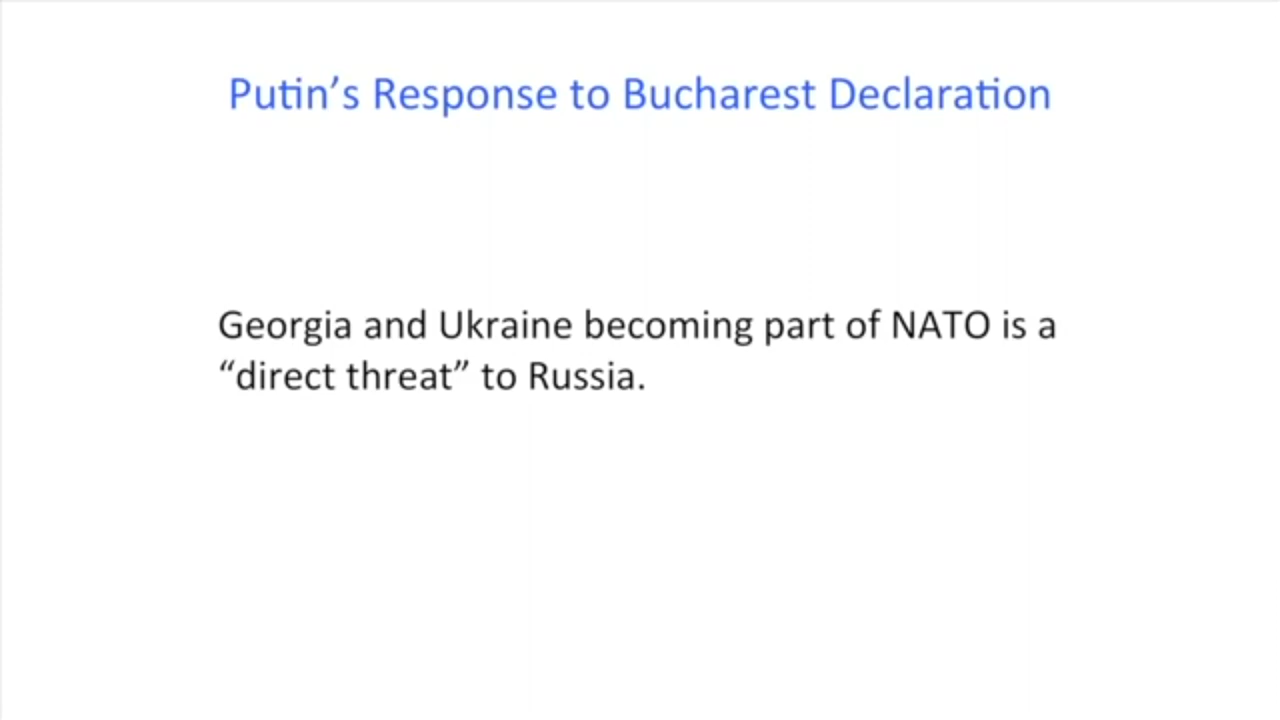 Putin’s Response to Bucharest Declaration
Georgia and Ukraine becoming part of NATO is a
“direct threat” to Russia.